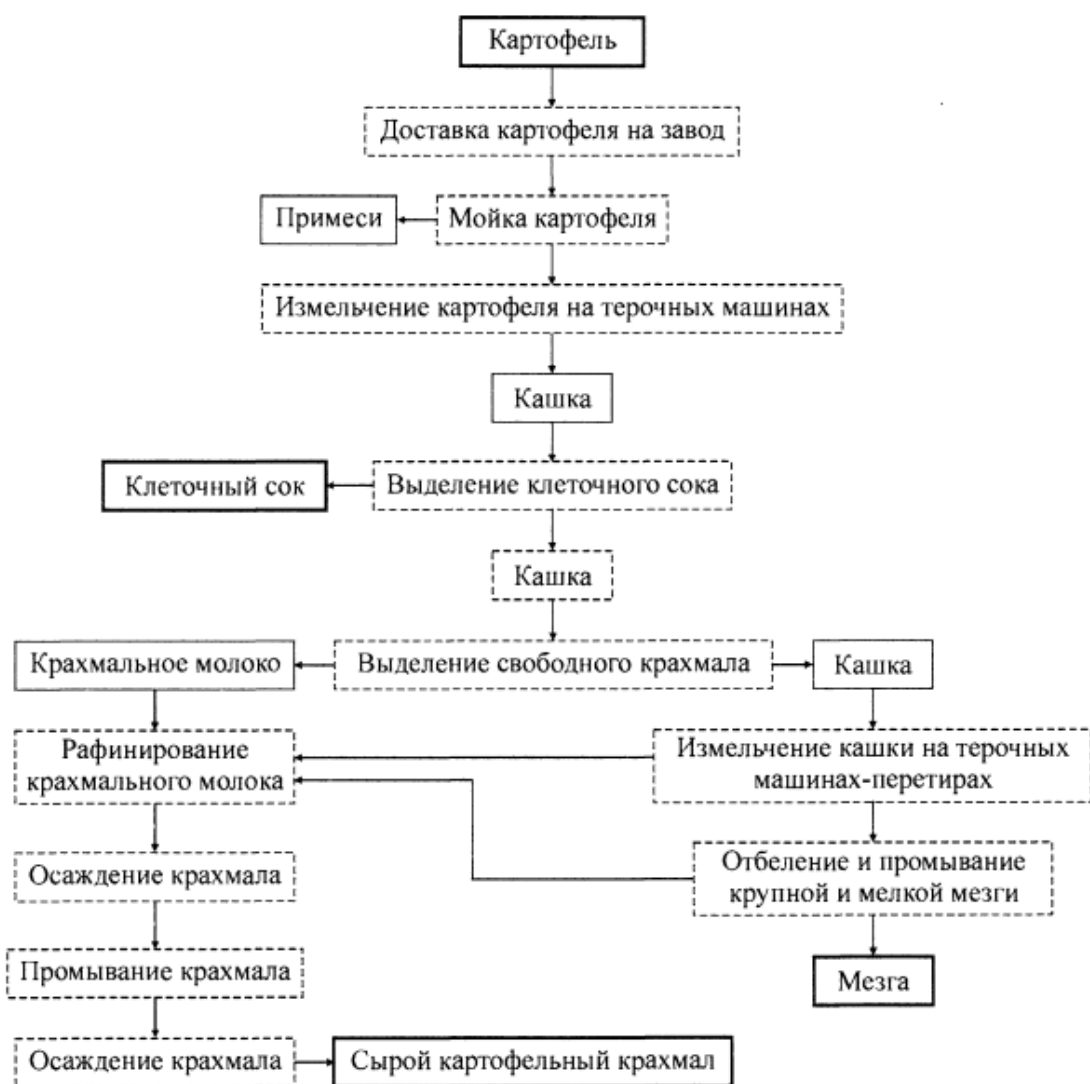 Картофель
Доставка картофеля на завод
Примеси
Мойка картофеля
Измельчение картофеля на терочных машинах
Кашка
Клеточный сок
Выделение клеточного сока
Кашка
Крахмальное молоко
Выделение свободного крахмала
Кашка
Рафинирование
крахмального молока
Измельчение кашки на терочных
машинах-перетирах
Осаждение крахмала
Отбеление и промывание
крупной и мелкой мезги
Промывание крахмала
Мезга
Осаждение крахмала
Сырой картофельный крахмал